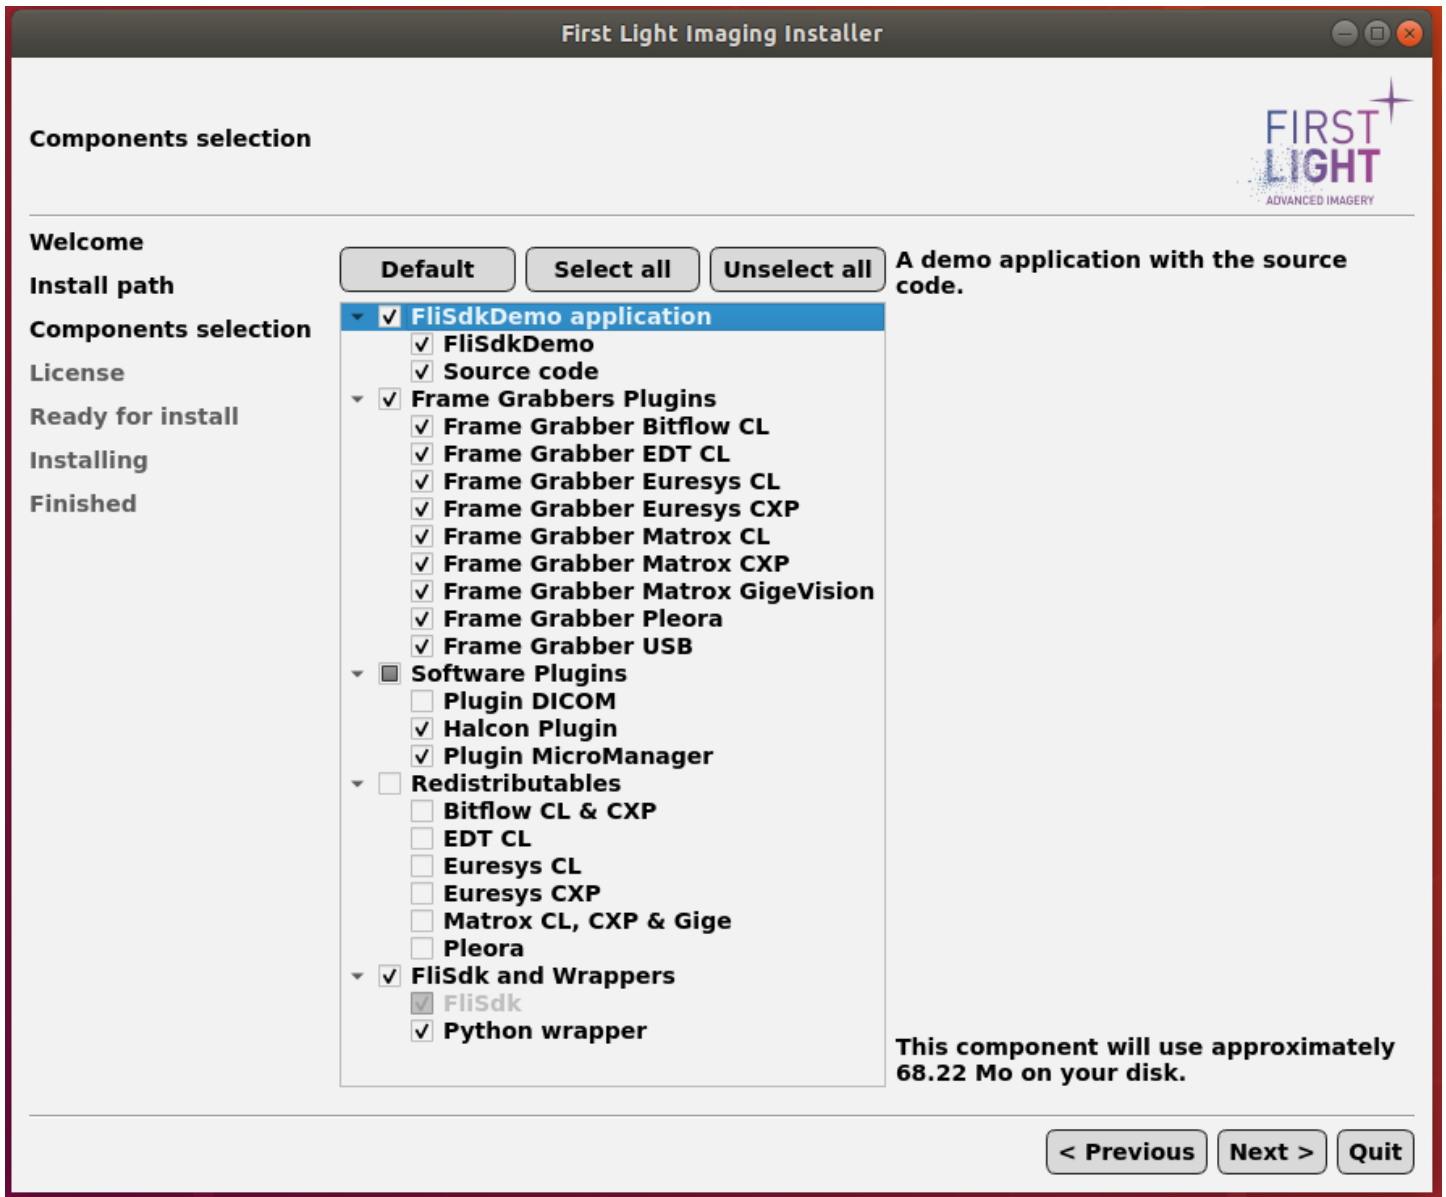 First Light Imaging Installer
Components selection
FIRST
LIGHT
ADVANCED IMAGERY
Welcome
Install path
Components selection
License
Ready for install
Installing
Finished
Default
Select all
Unselect all
FliSdkDemo application
FliSdkDemo
Source code
Frame Grabbers Plugins
Frame Grabber Bitflow CL
Frame Grabber EDT CL
Frame Grabber Euresys CL
Frame Grabber Euresys CXP
Frame Grabber Matrox CL
Frame Grabber Matrox CXP
Frame Grabber Matrox GigeVision
Frame Grabber Pleora
Frame Grabber USB
Software Plugins
Plugin DICOM
Halcon Plugin
Plugin MicroManager
Redistributables
Bitflow CL & CXP
EDT CL
Euresys CL
Euresys CXP
Matrox CL, CXP & Gige
Pleora
FliSdk and Wrappers
FliSdk
Python wrapper
A demo application with the source
code.
This component will use approximately
68.22 Mo on your disk.
< Previous
Next >
Quit